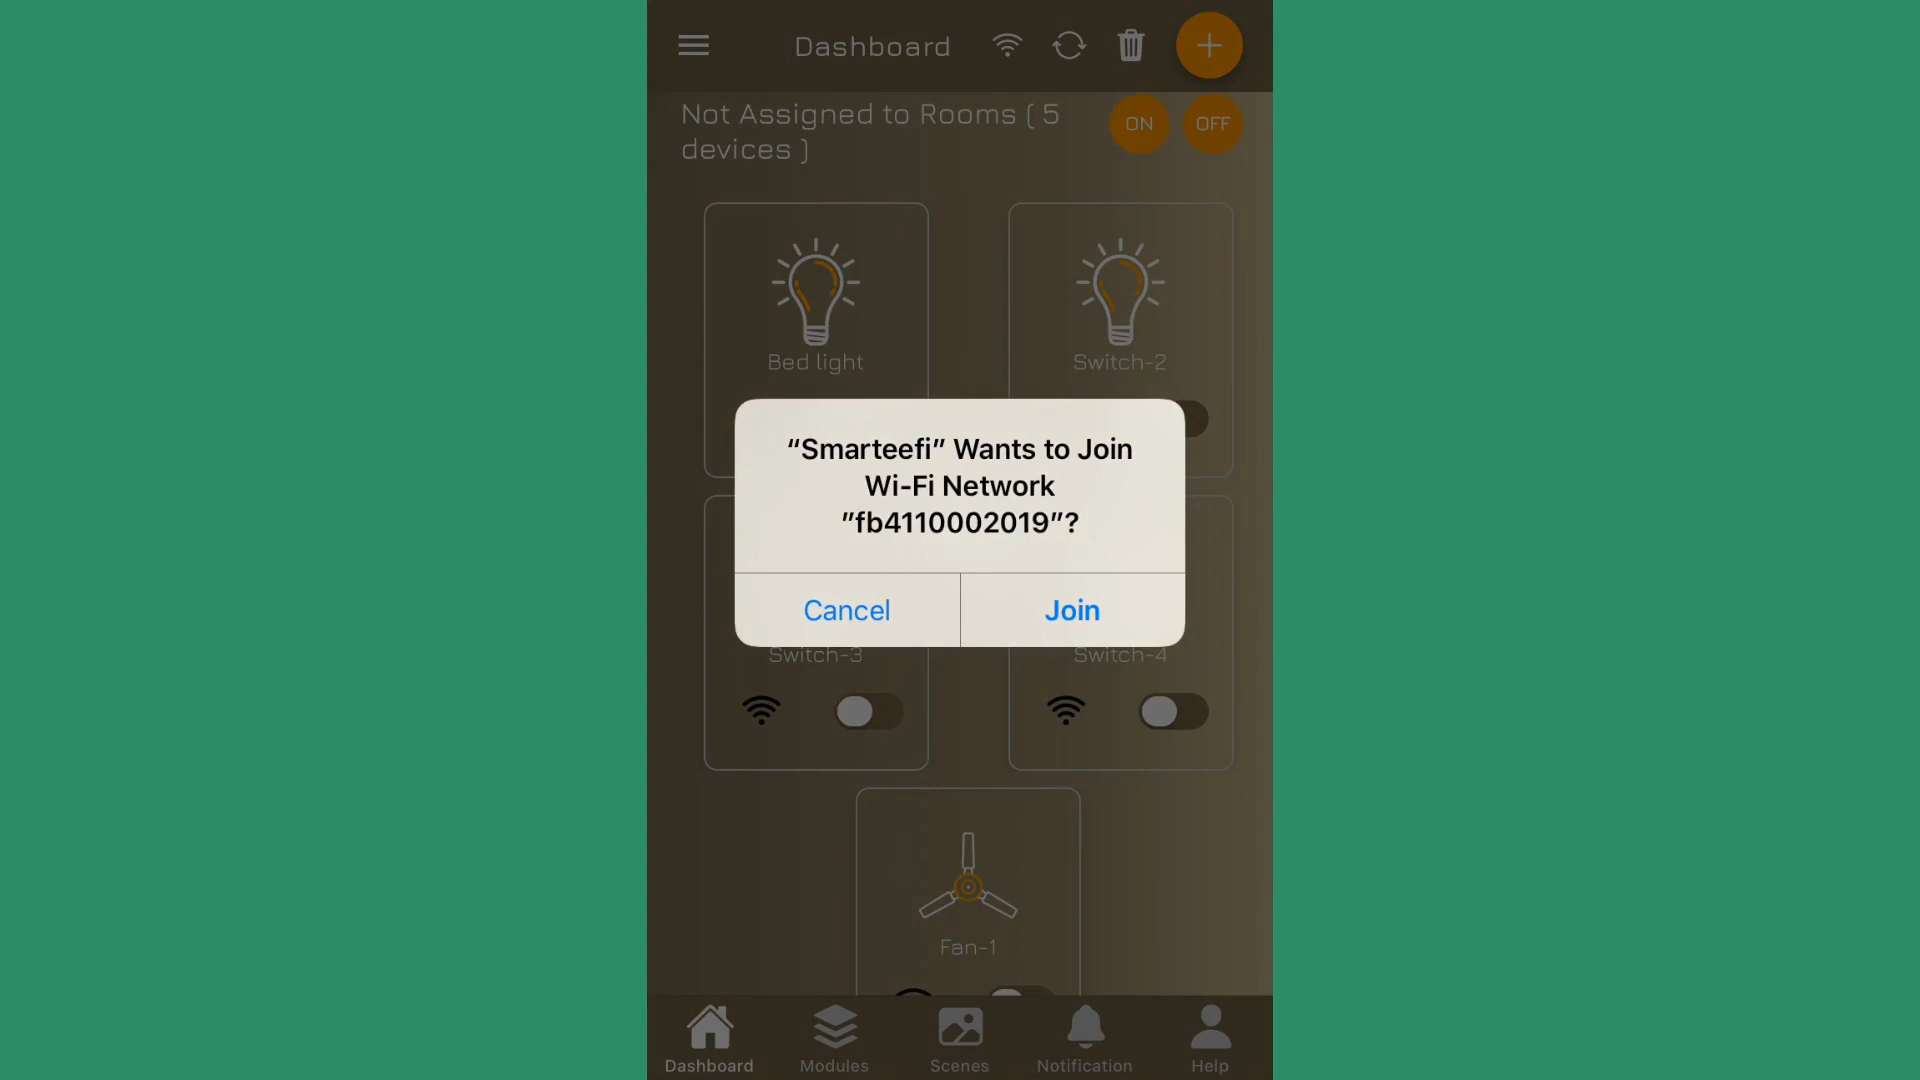 Dashboard
Not Assigned to Rooms ( 5
devices )
ON
OFF
Bed light
Switch-2
“Smarteefi” Wants to Join
Wi-Fi Network
”fb4110002019”?
Cancel
Join
Switch-3
Switch-4
Fan-1
Dashboard
Modules
Scenes
Notification
Help